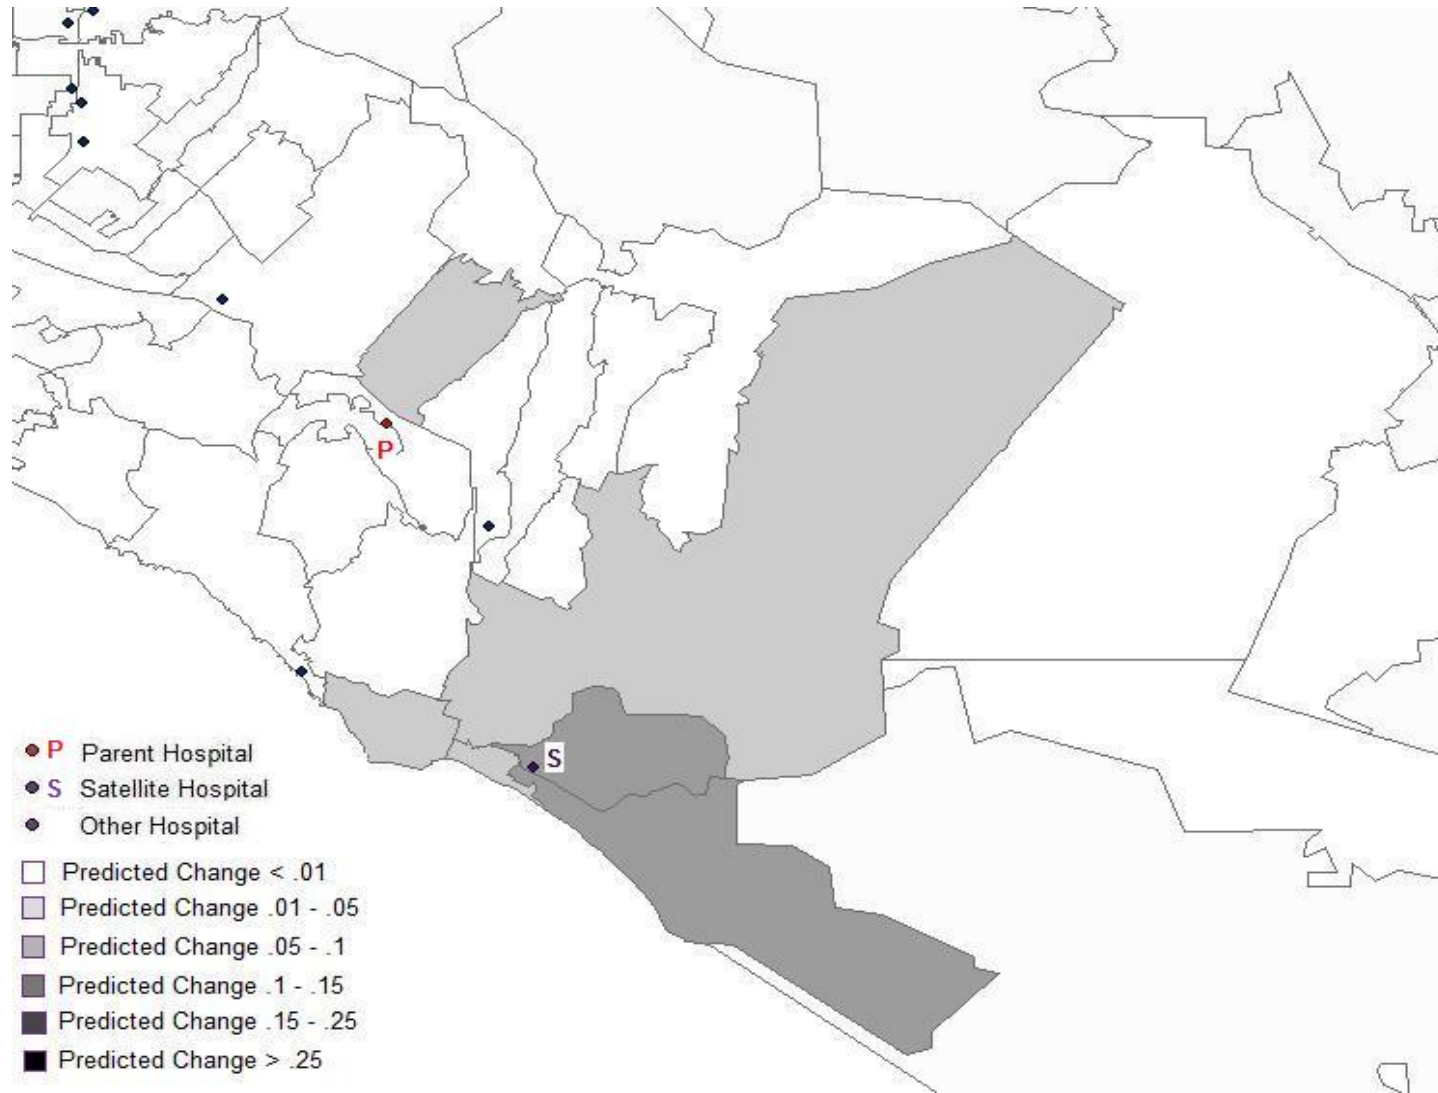 P
S
P Parent Hospital
S Satellite Hospital
Other Hospital
Predicted Change < .01
Predicted Change .01 - .05
Predicted Change .05 - .1
Predicted Change .1 - .15
Predicted Change .15 - .25
Predicted Change > .25